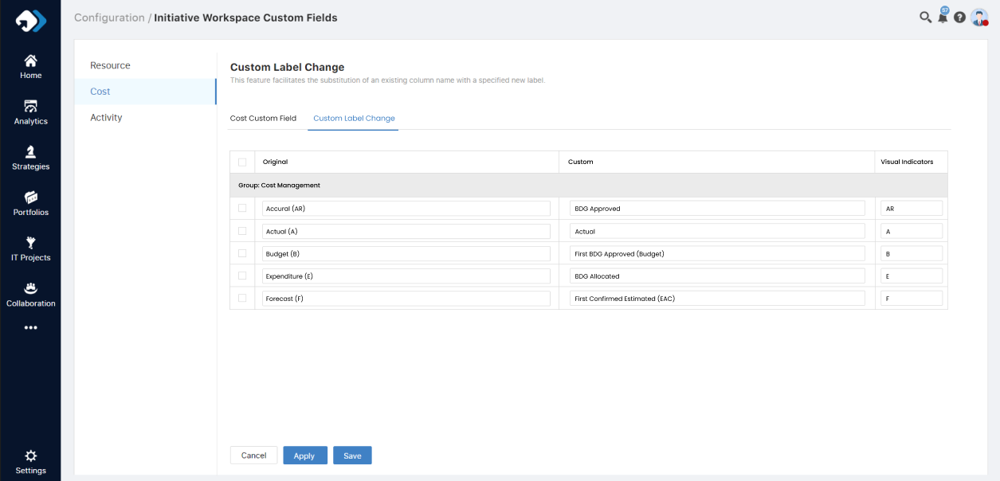 Configuration / Initiative Workspace Custom Fields
57
Home
Analytics
Strategies
Portfolios
IT Projects
Collaboration
Settings
Resource
Cost
Activity
Custom Label Change
This feature facilitates the substitution of an existing column name with a specified new label.
Cost Custom Field Custom Label Change
Original Custom Visual Indicators
Group: Cost Management
Accural (AR) BDG Approved AR
Actual (A) Actual A
Budget (B) First BDG Approved (Budget) B
Expenditure (E) BDG Allocated E
Forecast (F) First Confirmed Estimated (EAC) F
Cancel Apply Save